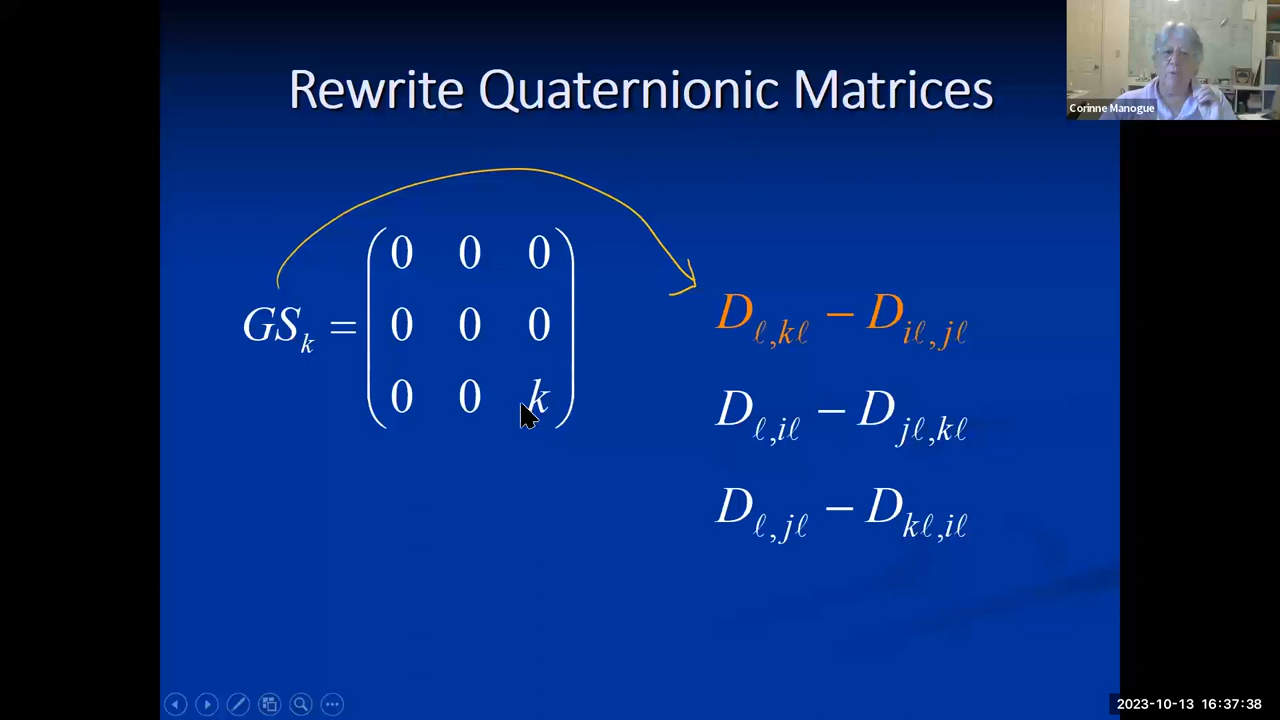 Rewrite Quaternionic Matrices
Corinne Manogue
GS_k =
0 0 0
0 0 0
0 0 k
D_{ℓ,kℓ} − D_{iℓ,jℓ}
D_{ℓ,iℓ} − D_{jℓ,kℓ}
D_{ℓ,jℓ} − D_{kℓ,iℓ}
2023-10-13 16:37:38